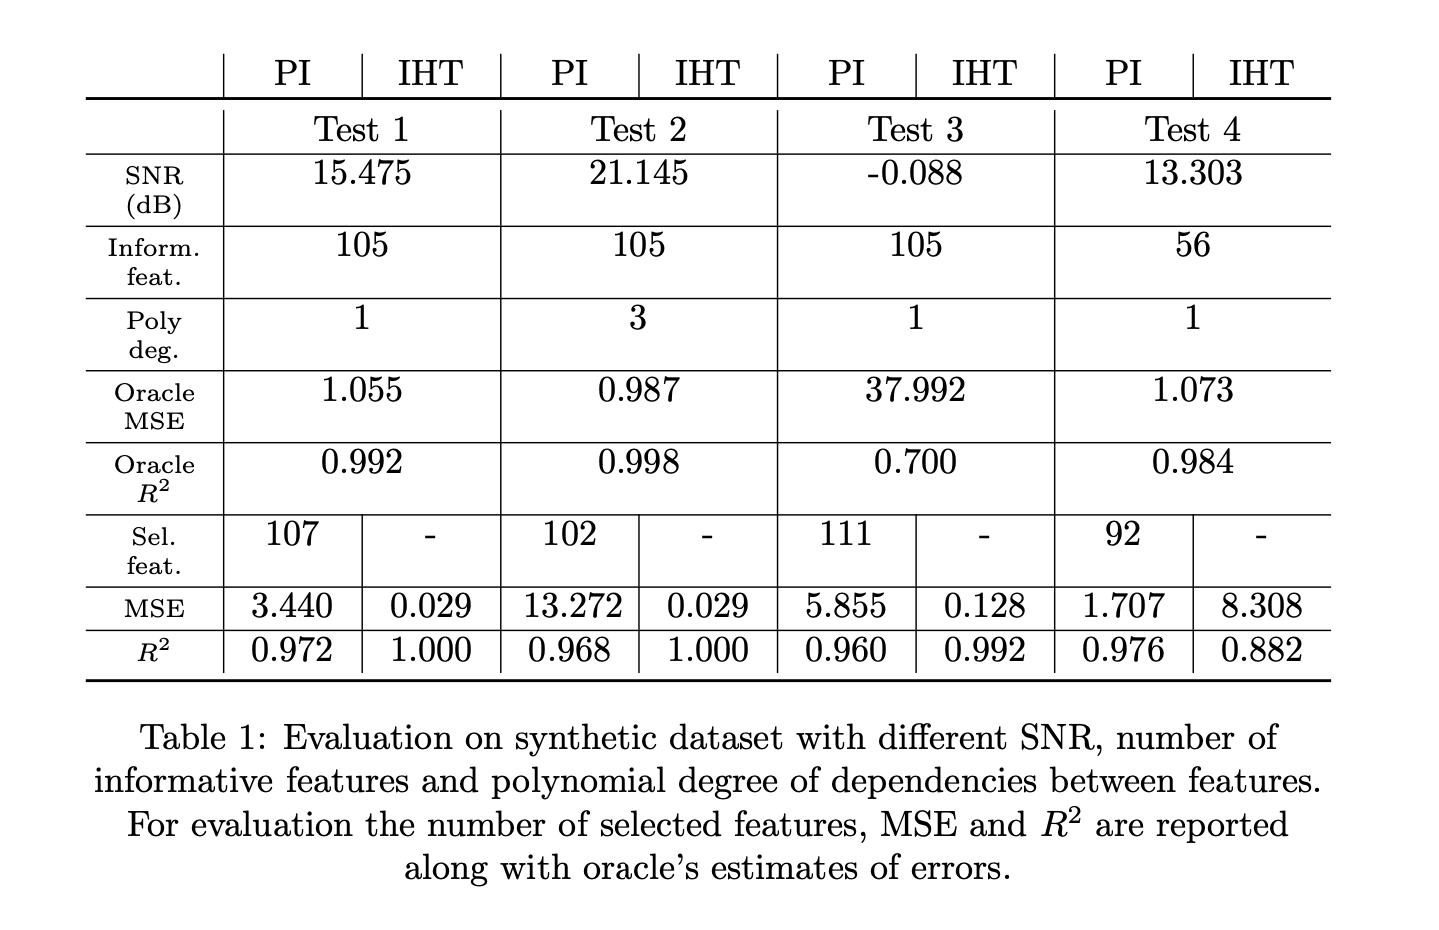 PI IHT PI IHT PI IHT PI IHT
Test 1 Test 2 Test 3 Test 4
SNR (dB) 15.475 21.145 -0.088 13.303
Inform. feat. 105 105 105 56
Poly deg. 1 3 1 1
Oracle MSE 1.055 0.987 37.992 1.073
Oracle R² 0.992 0.998 0.700 0.984
Sel. feat. 107 - 102 - 111 - 92 -
MSE 3.440 0.029 13.272 0.029 5.855 0.128 1.707 8.308
R² 0.972 1.000 0.968 1.000 0.960 0.992 0.976 0.882
Table 1: Evaluation on synthetic dataset with different SNR, number of
informative features and polynomial degree of dependencies between features.
For evaluation the number of selected features, MSE and R² are reported
along with oracle's estimates of errors.